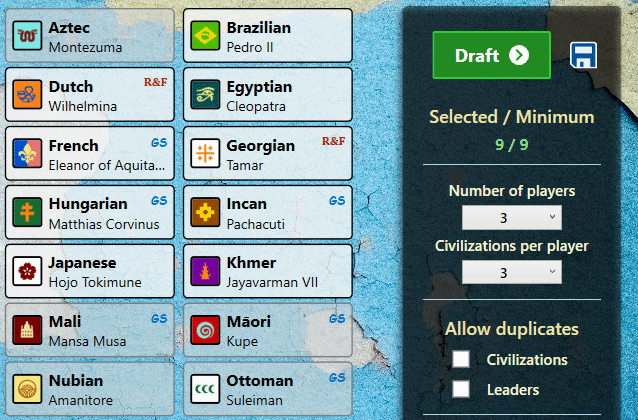 Aztec
Montezuma
Brazilian
Pedro II
Dutch R&F
Wilhelmina
Egyptian
Cleopatra
French GS
Eleanor of Aquita...
Georgian R&F
Tamar
Hungarian GS
Matthias Corvinus
Incan GS
Pachacuti
Japanese
Hojo Tokimune
Khmer
Jayavarman VII
Mali GS
Mansa Musa
Māori GS
Kupe
Nubian
Amanitore
Ottoman GS
Suleiman
Draft
Selected / Minimum
9 / 9
Number of players
3
Civilizations per player
3
Allow duplicates
Civilizations
Leaders